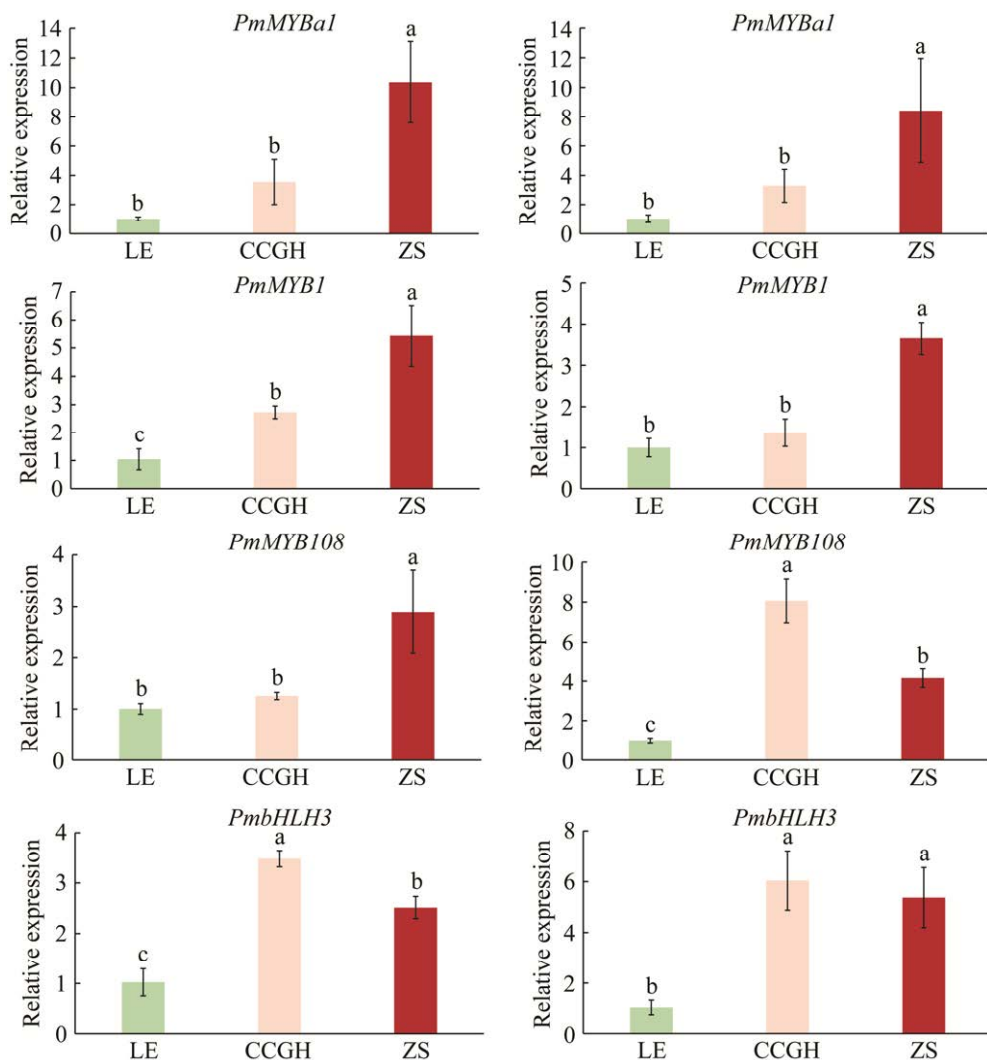 PmMYBa1
Relative expression
14
12
10
8
6
4
2
0
b
b
a
LE CCGH ZS
PmMYBa1
Relative expression
14
12
10
8
6
4
2
0
b
b
a
LE CCGH ZS
PmMYB1
Relative expression
7
6
5
4
3
2
1
0
c
b
a
LE CCGH ZS
PmMYB1
Relative expression
5
4
3
2
1
0
b
b
a
LE CCGH ZS
PmMYB108
Relative expression
4
3
2
1
0
b
b
a
LE CCGH ZS
PmMYB108
Relative expression
10
8
6
4
2
0
c
a
b
LE CCGH ZS
PmbHLH3
Relative expression
4
3
2
1
0
c
a
b
LE CCGH ZS
PmbHLH3
Relative expression
8
6
4
2
0
b
a
a
LE CCGH ZS